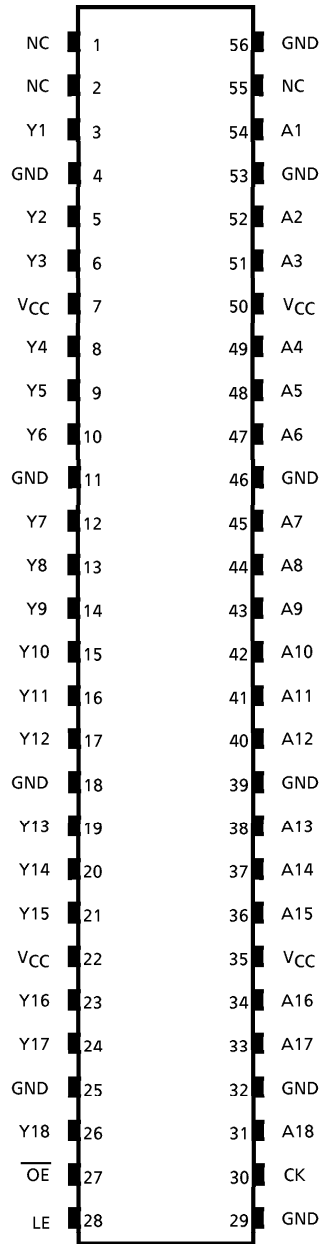 NC 1 56 GND
NC 2 55 NC
Y1 3 54 A1
GND 4 53 GND
Y2 5 52 A2
Y3 6 51 A3
VCC 7 50 VCC
Y4 8 49 A4
Y5 9 48 A5
Y6 10 47 A6
GND 11 46 GND
Y7 12 45 A7
Y8 13 44 A8
Y9 14 43 A9
Y10 15 42 A10
Y11 16 41 A11
Y12 17 40 A12
GND 18 39 GND
Y13 19 38 A13
Y14 20 37 A14
Y15 21 36 A15
VCC 22 35 VCC
Y16 23 34 A16
Y17 24 33 A17
GND 25 32 GND
Y18 26 31 A18
O̅E̅ 27 30 CK
LE 28 29 GND